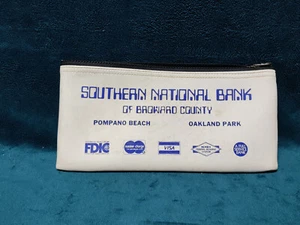 SOUTHERN NATIONAL BANK
OF BROWARD COUNTY
POMPANO BEACH OAKLAND PARK
FDIC VISA